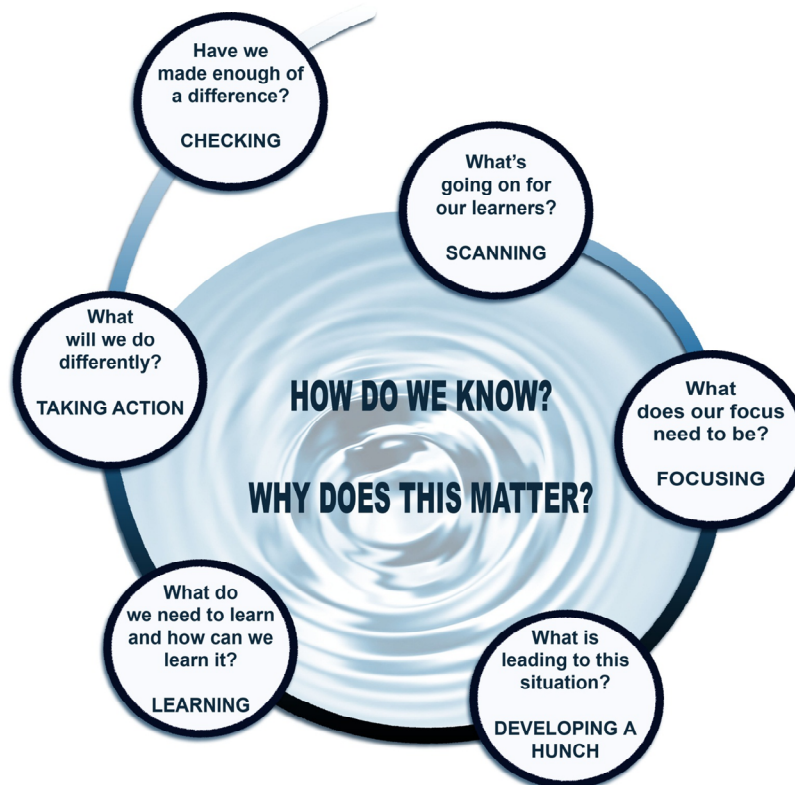 Have we
made enough of
a difference?
CHECKING
What's
going on for
our learners?
SCANNING
What
does our focus
need to be?
FOCUSING
What is
leading to this
situation?
DEVELOPING A
HUNCH
What do
we need to learn
and how can we
learn it?
LEARNING
What
will we do
differently?
TAKING ACTION
HOW DO WE KNOW?
WHY DOES THIS MATTER?